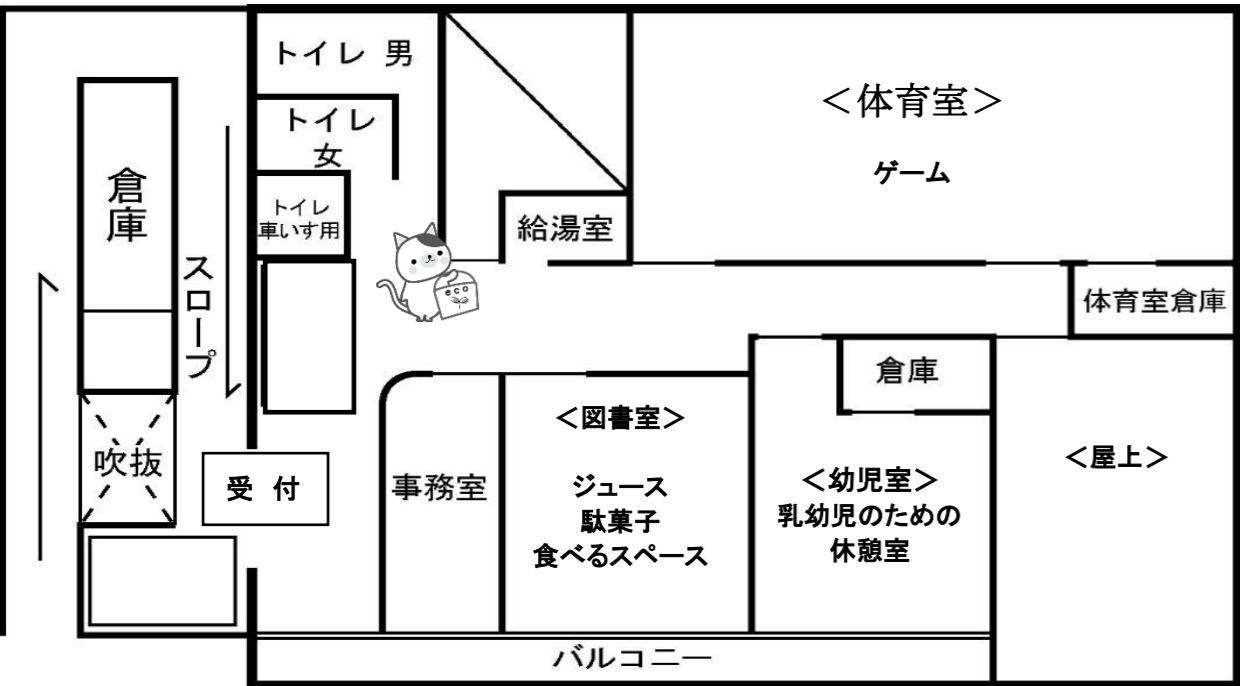 トイレ 男
トイレ
女
トイレ
車いす用
倉庫
スロープ
吹抜
受 付
eco
給湯室
＜体育室＞
ゲーム
体育室倉庫
事務室
＜図書室＞
ジュース
駄菓子
食べるスペース
倉庫
＜幼児室＞
乳幼児のための
休憩室
＜屋上＞
バルコニー